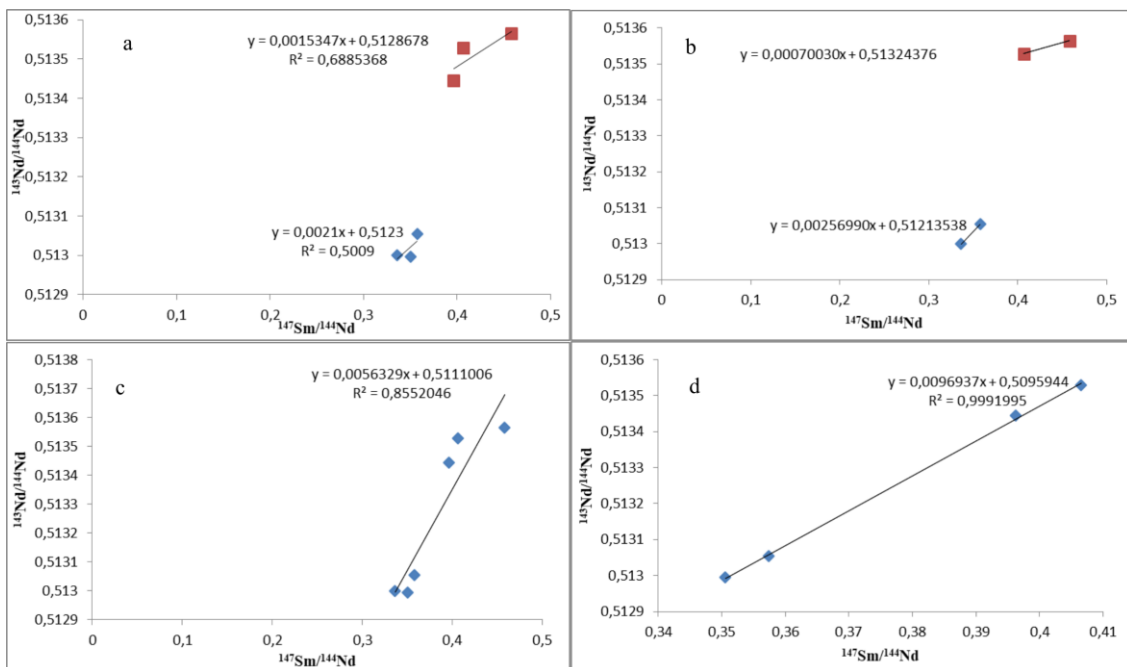 a
y = 0,0015347x + 0,5128678
R² = 0,6885368
y = 0,0021x + 0,5123
R² = 0,5009
0,5136
0,5135
0,5134
0,5133
0,5132
0,5131
0,513
0,5129
0
0,1
0,2
0,3
0,4
0,5
¹⁴³Nd/¹⁴⁴Nd
¹⁴⁷Sm/¹⁴⁴Nd
b
y = 0,00070030x + 0,51324376
y = 0,00256990x + 0,51213538
0,5136
0,5135
0,5134
0,5133
0,5132
0,5131
0,513
0,5129
0
0,1
0,2
0,3
0,4
0,5
¹⁴³Nd/¹⁴⁴Nd
¹⁴⁷Sm/¹⁴⁴Nd
c
y = 0,0056329x + 0,5111006
R² = 0,8552046
0,5138
0,5137
0,5136
0,5135
0,5134
0,5133
0,5132
0,5131
0,513
0,5129
0
0,1
0,2
0,3
0,4
0,5
¹⁴³Nd/¹⁴⁴Nd
¹⁴⁷Sm/¹⁴⁴Nd
d
y = 0,0096937x + 0,5095944
R² = 0,9991995
0,5136
0,5135
0,5134
0,5133
0,5132
0,5131
0,513
0,5129
0,34
0,35
0,36
0,37
0,38
0,39
0,4
0,41
¹⁴³Nd/¹⁴⁴Nd
¹⁴⁷Sm/¹⁴⁴Nd